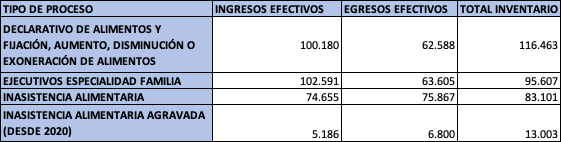 TIPO DE PROCESO INGRESOS EFECTIVOS EGRESOS EFECTIVOS TOTAL INVENTARIO
DECLARATIVO DE ALIMENTOS Y
FIJACIÓN, AUMENTO, DISMINUCIÓN O
EXONERACIÓN DE ALIMENTOS 100.180 62.588 116.463
EJECUTIVOS ESPECIALIDAD FAMILIA 102.591 63.605 95.607
INASISTENCIA ALIMENTARIA 74.655 75.867 83.101
INASISTENCIA ALIMENTARIA AGRAVADA
(DESDE 2020) 5.186 6.800 13.003